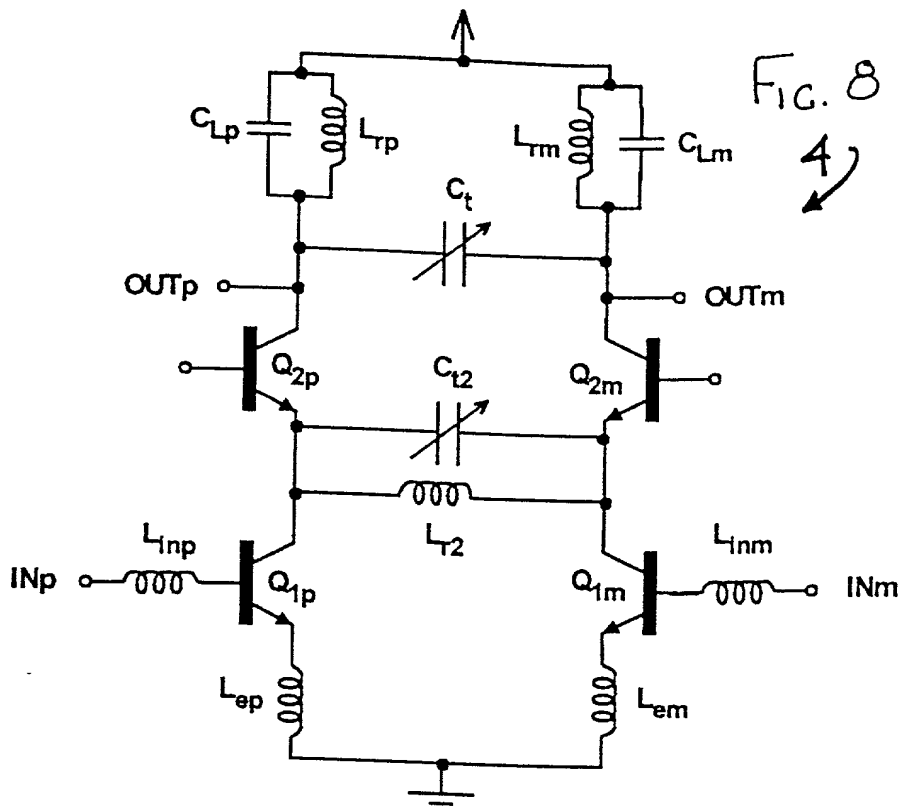 FIG. 8
4
CLp
Lrp
Lrm
CLm
Ct
OUTp
OUTm
Q2p
Ct2
Q2m
Lr2
Linp
Linm
INp
Q1p
Q1m
INm
Lep
Lem